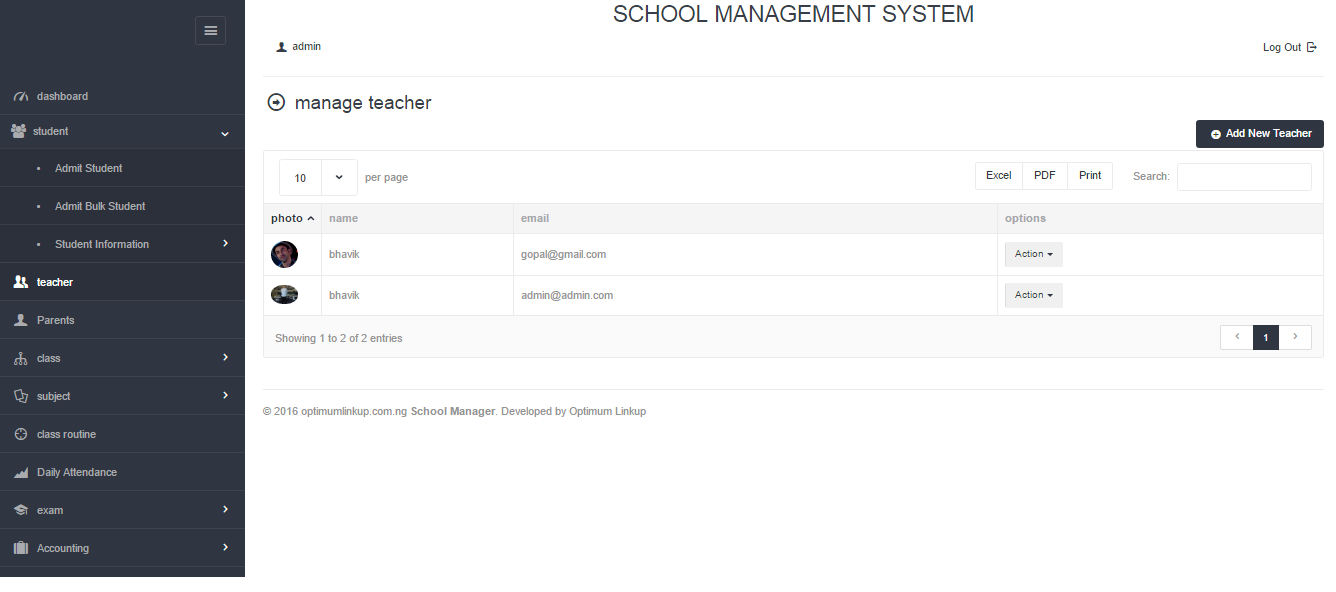 SCHOOL MANAGEMENT SYSTEM
admin
Log Out
dashboard
student
Admit Student
Admit Bulk Student
Student Information
teacher
Parents
class
subject
class routine
Daily Attendance
exam
Accounting
manage teacher
Add New Teacher
10 per page
Excel PDF Print Search:
photo name email options
bhavik gopal@gmail.com Action
bhavik admin@admin.com Action
Showing 1 to 2 of 2 entries
1
© 2016 optimumlinkup.com.ng School Manager. Developed by Optimum Linkup